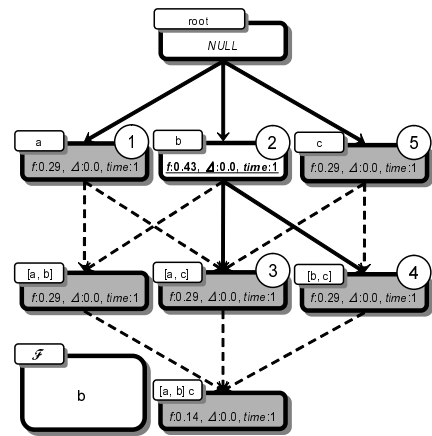 root
NULL
a
1
b
2
c
5
f:0.29, Δ:0.0, time:1
f:0.43, Δ:0.0, time:1
f:0.29, Δ:0.0, time:1
[a, b]
[a, c]
3
[b, c]
4
f:0.29, Δ:0.0, time:1
f:0.29, Δ:0.0, time:1
f:0.29, Δ:0.0, time:1
ℱ
b
[a, b] c
f:0.14, Δ:0.0, time:1